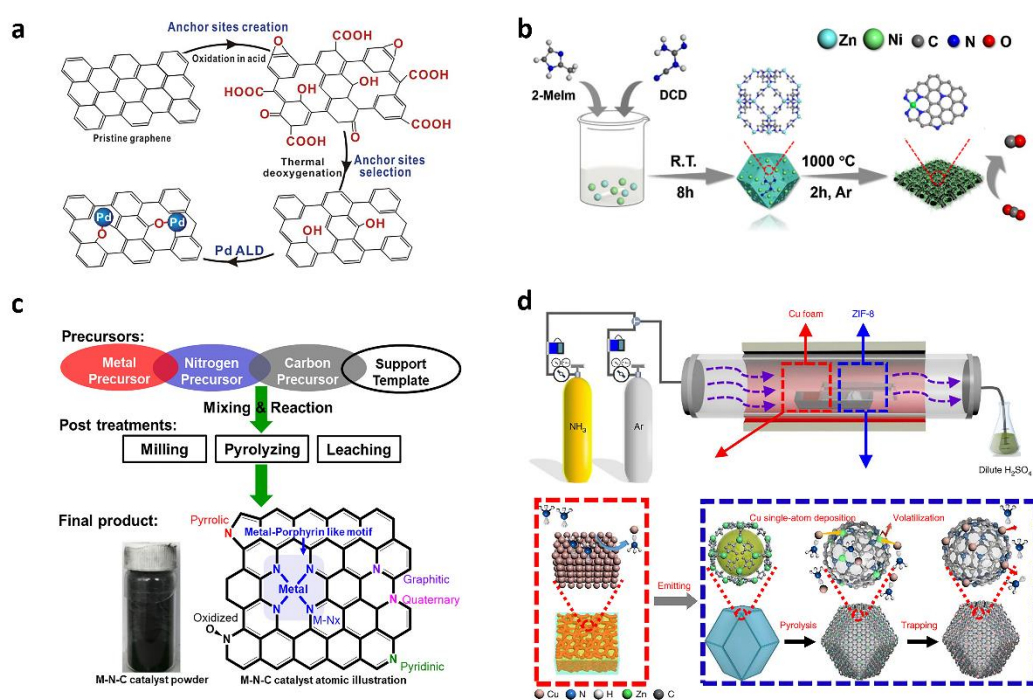 a
Anchor sites creation
Oxidation in acid
COOH
O
O
HOOC
OH
OH
COOH
O
O
COOH
COOH
Pristine graphene
Thermal
deoxygenation
Anchor sites
selection
Pd
Pd
O
O
OH
OH
Pd ALD
b
Zn Ni C N O
2-MeIm
DCD
R.T.
8h
1000 °C
2h, Ar
c
Precursors:
Metal
Precursor
Nitrogen
Precursor
Carbon
Precursor
Support
Template
Mixing & Reaction
Post treatments:
Milling
Pyrolyzing
Leaching
Final product:
Pyrrolic
N
Metal-Porphyrin like motif
N
N
N
Metal
Graphitic
N
Quaternary
N
N
M-Nx
Oxidized
O
N
N
Pyridinic
M-N-C catalyst powder
M-N-C catalyst atomic illustration
d
Cu foam
ZIF-8
NH3
Ar
Dilute H2SO4
Emitting
Cu single-atom deposition
Volatilization
Pyrolysis
Trapping
Cu N H Zn C